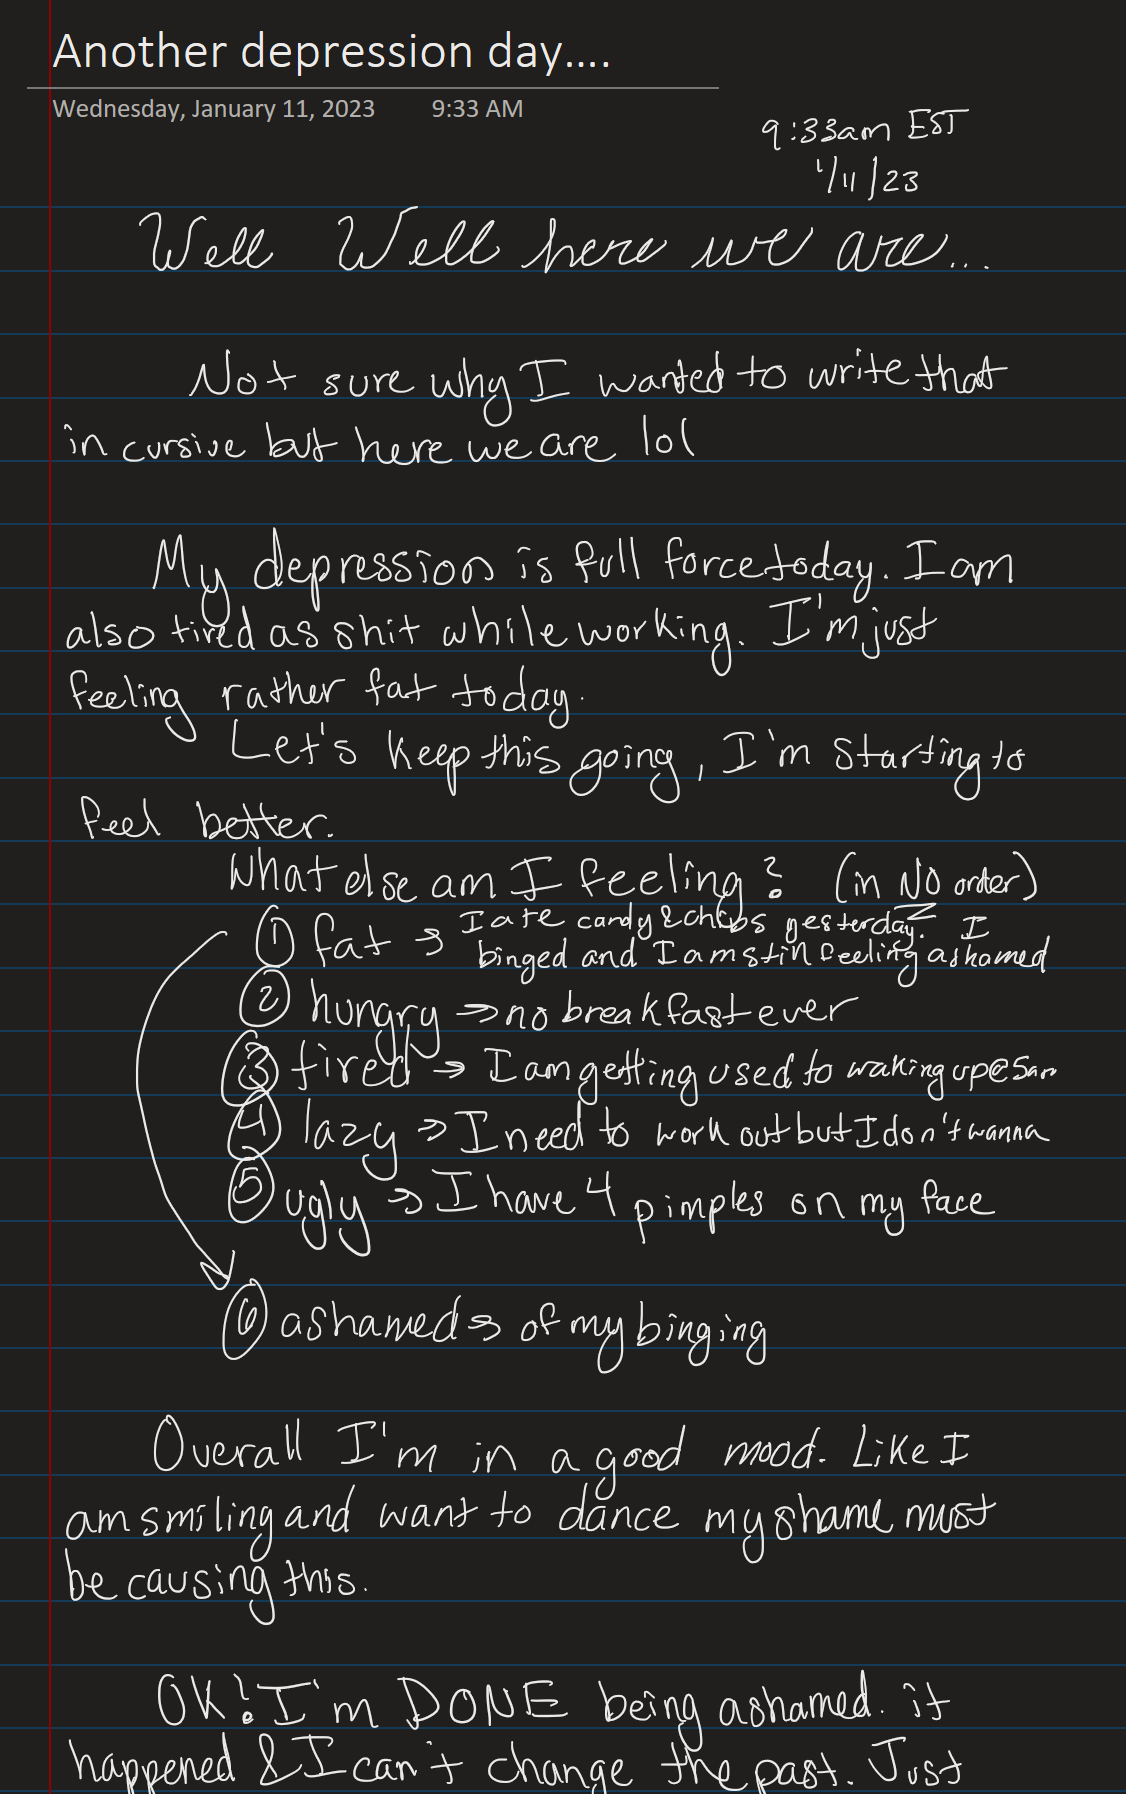 Another depression day....
Wednesday, January 11, 2023 9:33 AM
9:33am EST
1/11/23
Well Well here we are...
Not sure why I wanted to write that
in cursive but here we are lol
My depression is full force today. I am
also tired as shit while working. I'm just
feeling rather fat today.
Let's keep this going, I'm starting to
feel better.
What else am I feeling? (in NO order)
① fat → I ate candy & chips yesterday. I
binged and I am still feeling ashamed
② hungry → no breakfast ever
③ tired → I am getting used to waking up @ 5am
④ lazy → I need to work out but I don't wanna
⑤ ugly → I have 4 pimples on my face
⑥ ashamed → of my binging
Overall I'm in a good mood. Like I
am smiling and want to dance my shame must
be causing this.
OK! I'm DONE being ashamed. it
happened & I can't change the past. Just